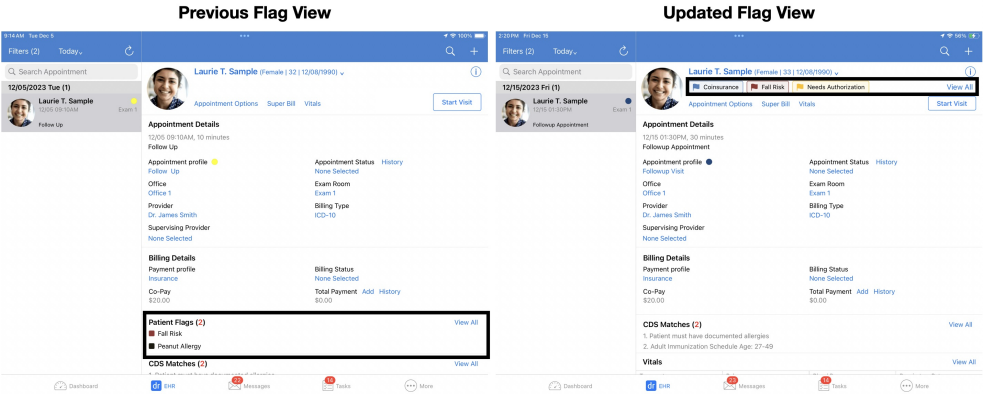 Previous Flag View
9:14 AM Tue Dec 5
100%
Filters (2) Today
Search Appointment
12/05/2023 Tue (1)
Laurie T. Sample
12/05 09:10AM Exam 1
Follow Up
Laurie T. Sample (Female | 32 | 12/08/1990)
Appointment Options Super Bill Vitals
Start Visit
Appointment Details
12/05 09:10AM, 10 minutes
Follow Up
Appointment profile Appointment Status History
Follow Up None Selected
Office Exam Room
Office 1 Exam 1
Provider Billing Type
Dr. James Smith ICD-10
Supervising Provider
None Selected
Billing Details
Payment profile Billing Status
Insurance None Selected
Co-Pay Total Payment Add History
$20.00 $0.00
Patient Flags (2) View All
Fall Risk
Peanut Allergy
CDS Matches (2) View All
Dashboard dr EHR 22 Messages 14 Tasks More
Updated Flag View
2:20 PM Fri Dec 15
56%
Filters (2) Today
Search Appointment
12/15/2023 Fri (1)
Laurie T. Sample
12/15 01:30PM Exam 1
Followup Appointment
Laurie T. Sample (Female | 33 | 12/08/1990)
Coinsurance Fall Risk Needs Authorization View All
Appointment Options Super Bill Vitals
Start Visit
Appointment Details
12/15 01:30PM, 30 minutes
Followup Appointment
Appointment profile Appointment Status History
Followup Visit None Selected
Office Exam Room
Office 1 Exam 1
Provider Billing Type
Dr. James Smith ICD-10
Supervising Provider
None Selected
Billing Details
Payment profile Billing Status
Insurance None Selected
Co-Pay Total Payment Add History
$20.00 $0.00
CDS Matches (2) View All
1. Patient must have documented allergies
2. Adult Immunization Schedule Age: 27-49
Vitals View All
Dashboard dr EHR Messages 14 Tasks More